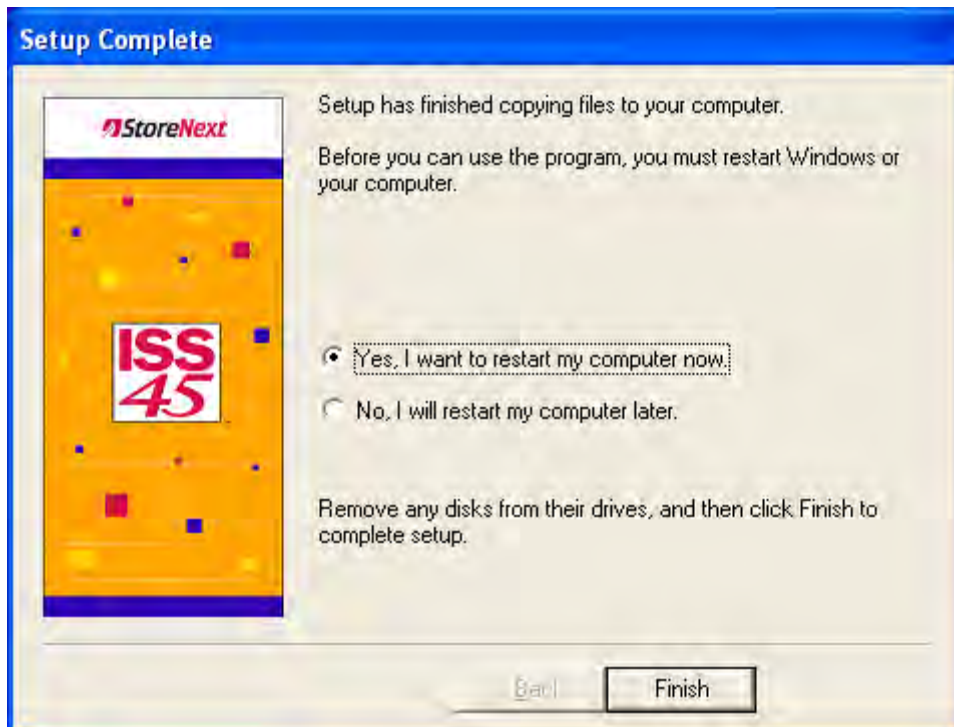 Setup Complete
StoreNext
Setup has finished copying files to your computer.
Before you can use the program, you must restart Windows or
your computer.
ISS
45
Yes, I want to restart my computer now.
No, I will restart my computer later.
Remove any disks from their drives, and then click Finish to
complete setup.
Back
Finish